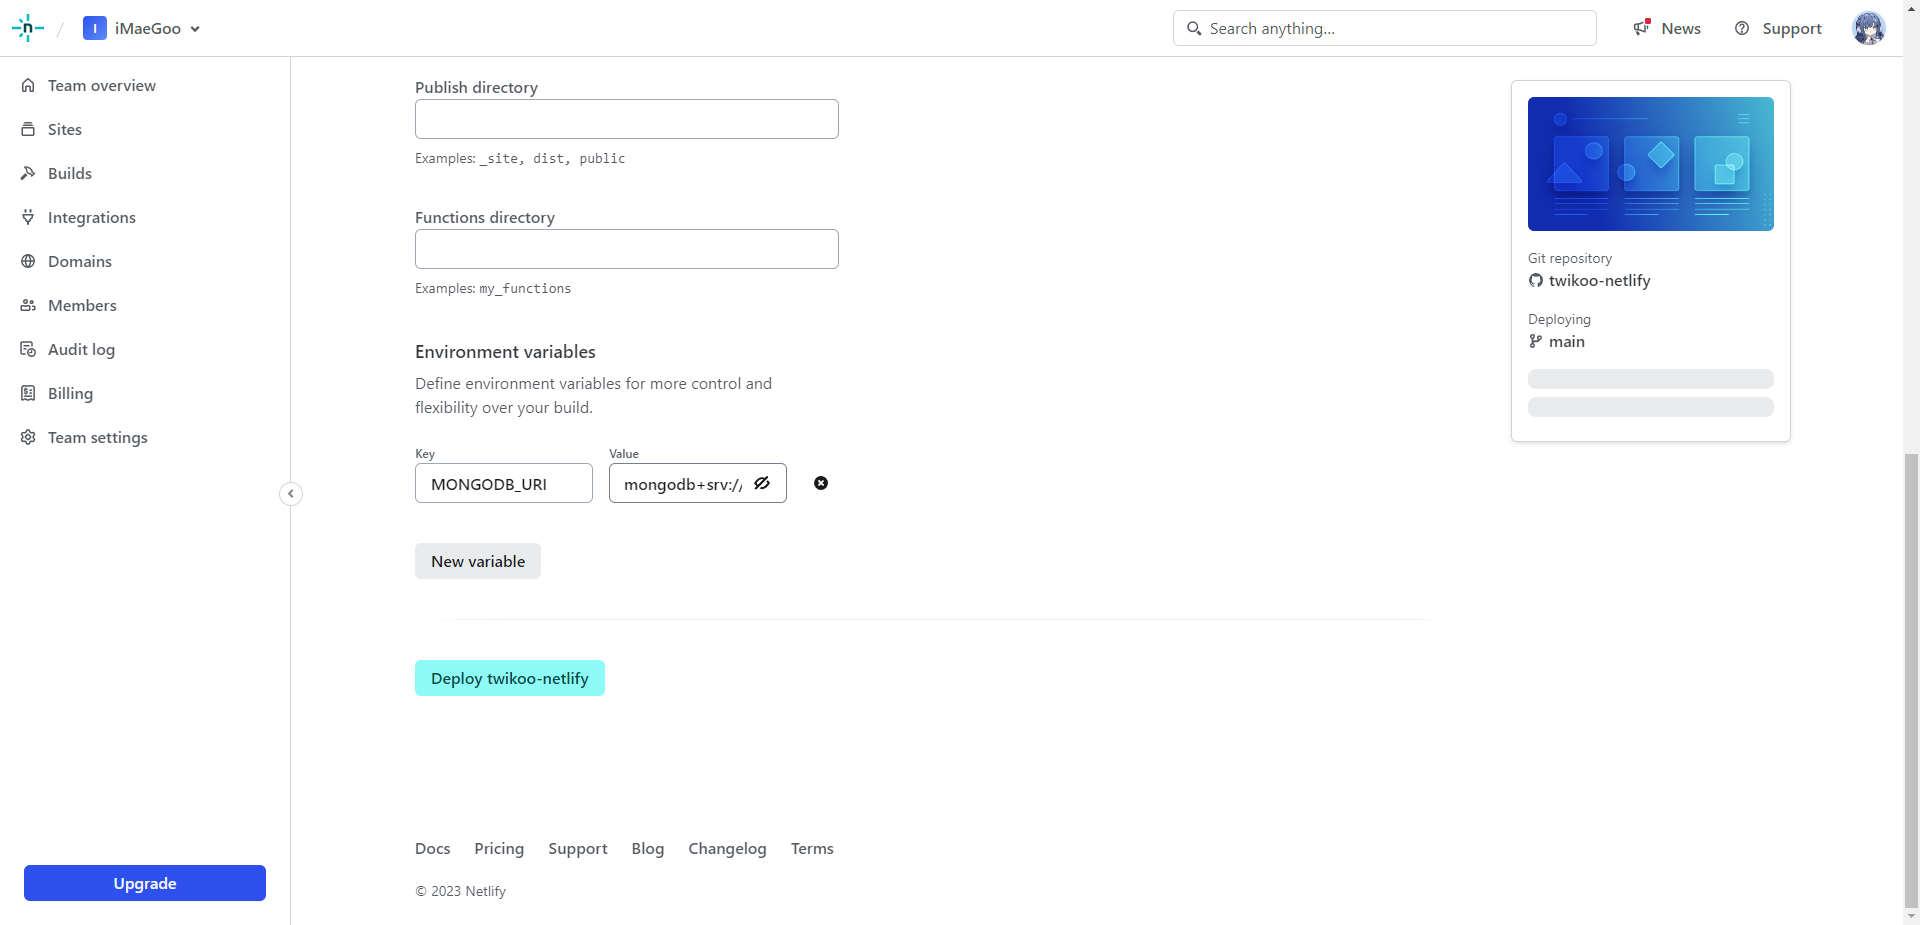 n / I iMaeGoo
Search anything...
News
Support
Team overview
Sites
Builds
Integrations
Domains
Members
Audit log
Billing
Team settings
Upgrade
Publish directory
Examples: _site, dist, public
Functions directory
Examples: my_functions
Environment variables
Define environment variables for more control and
flexibility over your build.
Key Value
MONGODB_URI mongodb+srv://
New variable
Deploy twikoo-netlify
Git repository
twikoo-netlify
Deploying
main
Docs Pricing Support Blog Changelog Terms
© 2023 Netlify